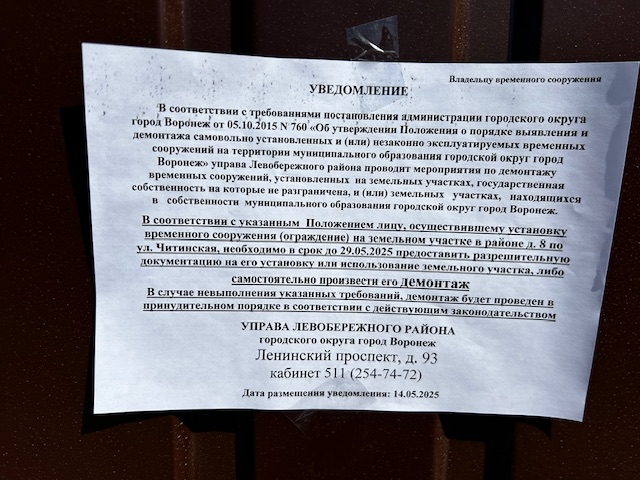 Владельцу временного сооружения
УВЕДОМЛЕНИЕ
В соответствии с требованиями постановления администрации городского округа
город Воронеж от 05.10.2015 N 760 «Об утверждении Положения о порядке выявления и
демонтажа самовольно установленных и (или) незаконно эксплуатируемых временных
сооружений на территории муниципального образования городской округ город
Воронеж» управа Левобережного района проводит мероприятия по демонтажу
временных сооружений, установленных на земельных участках, государственная
собственность на которые не разграничена, и (или) земельных участках, находящихся
в собственности муниципального образования городской округ город Воронеж.
В соответствии с указанным Положением лицу, осуществившему установку
временного сооружения (ограждение) на земельном участке в районе д. 8 по
ул. Читинская, необходимо в срок до 29.05.2025 предоставить разрешительную
документацию на его установку или использование земельного участка, либо
самостоятельно произвести его демонтаж
В случае невыполнения указанных требований, демонтаж будет проведен в
принудительном порядке в соответствии с действующим законодательством
УПРАВА ЛЕВОБЕРЕЖНОГО РАЙОНА
городского округа город Воронеж
Ленинский проспект, д. 93
кабинет 511 (254-74-72)
Дата размещения уведомления: 14.05.2025